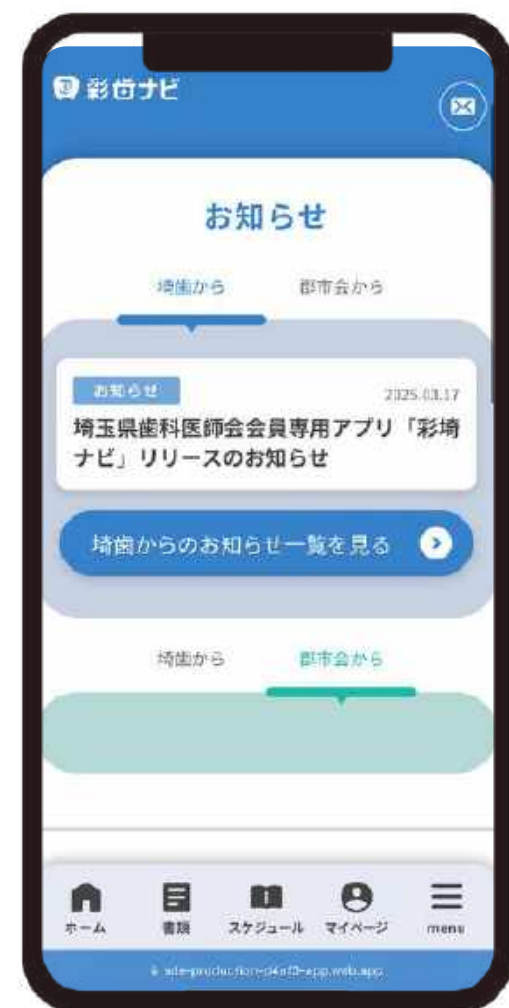 彩歯ナビ
お知らせ
埼歯から
郡市会から
お知らせ
2025.03.17
埼玉県歯科医師会会員専用アプリ「彩埼
ナビ」リリースのお知らせ
埼歯からのお知らせ一覧を見る
埼歯から
郡市会から
ホーム
書類
スケジュール
マイページ
menu